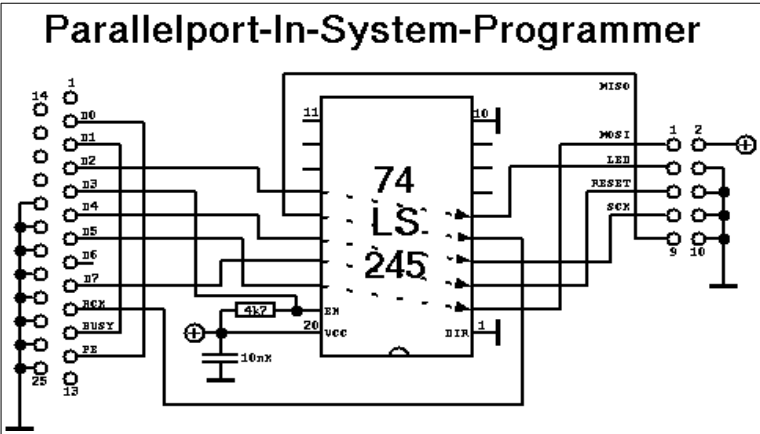 Parallelport-In-System-Programmer
14
1
D0
D1
D2
D3
D4
D5
D6
D7
ACK
BUSY
PE
25
13
11
10
74
LS
245
4k7
EN
20
VCC
10nK
DIR
1
MISO
MOSI
1
2
LED
RESET
SCK
9
10